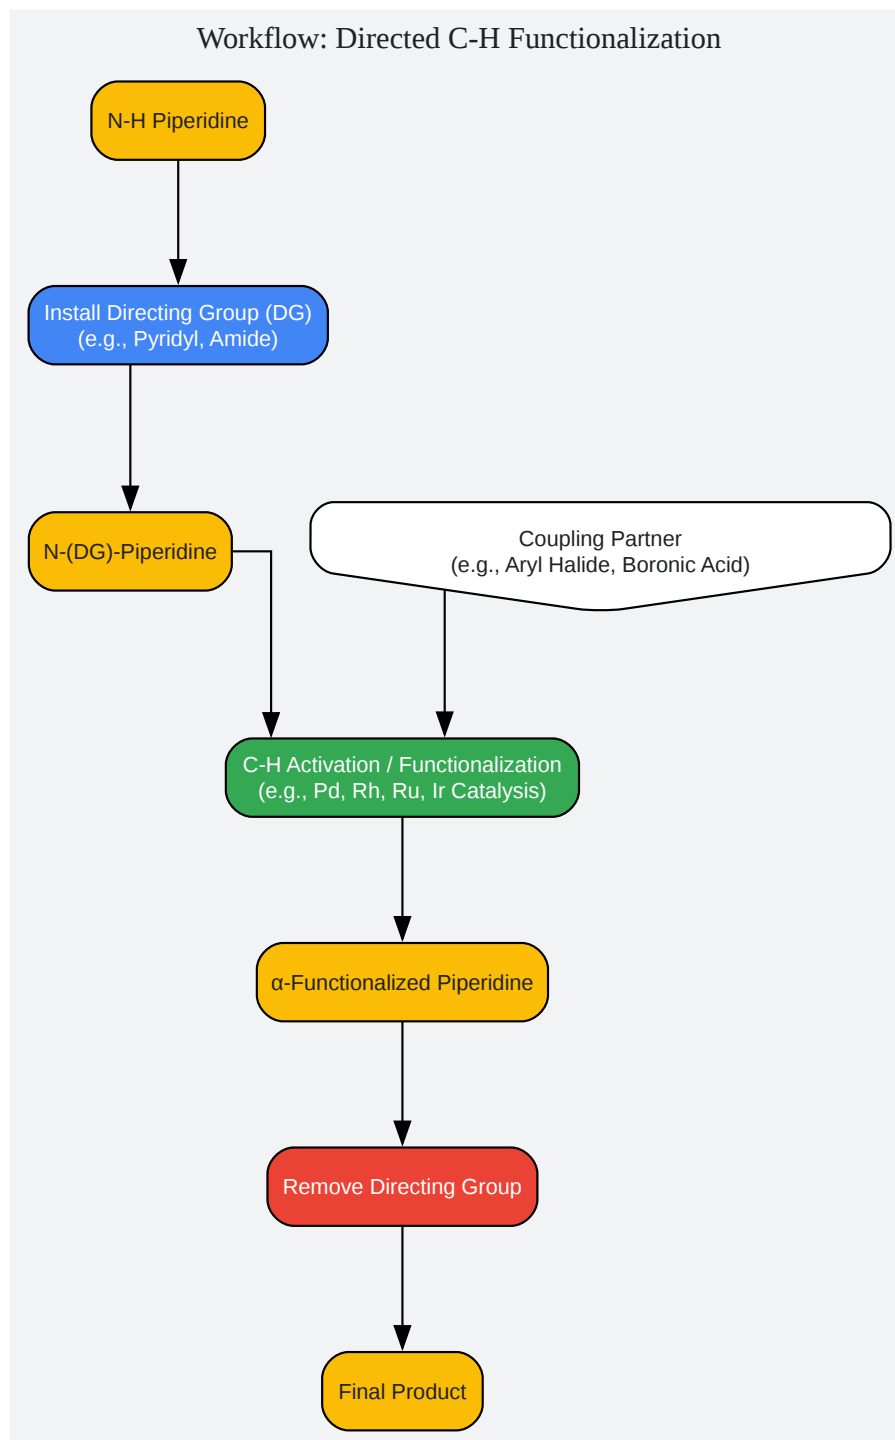 Workflow: Directed C-H Functionalization
N-H Piperidine
Install Directing Group (DG)
(e.g., Pyridyl, Amide)
N-(DG)-Piperidine
Coupling Partner
(e.g., Aryl Halide, Boronic Acid)
C-H Activation / Functionalization
(e.g., Pd, Rh, Ru, Ir Catalysis)
α-Functionalized Piperidine
Remove Directing Group
Final Product